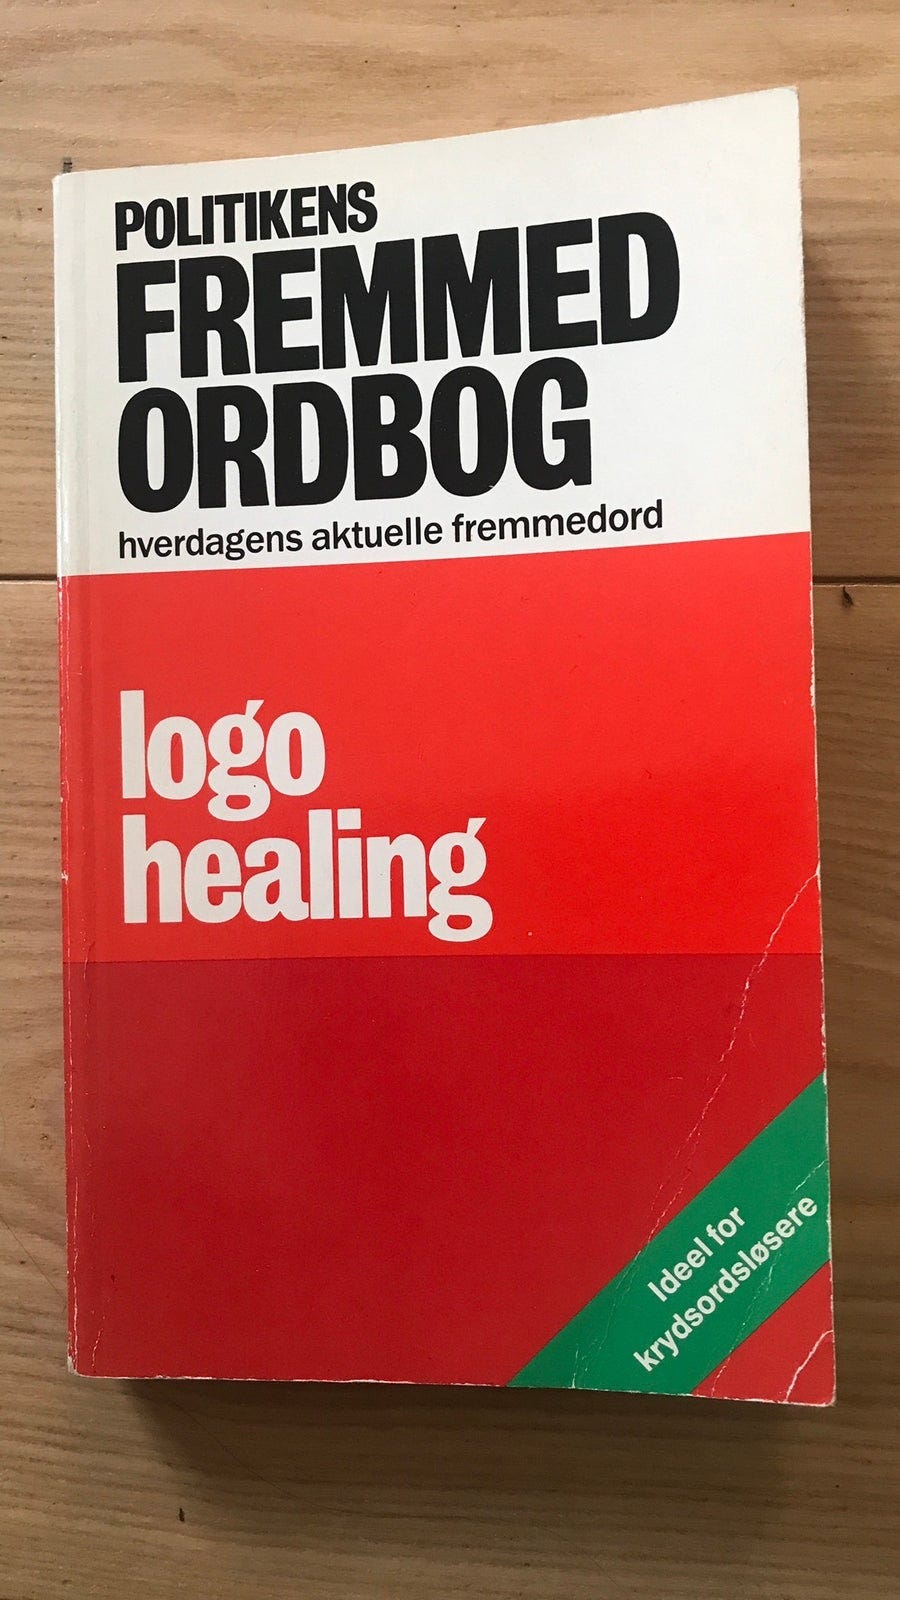 POLITIKENS
FREMMED
ORDBOG
hverdagens aktuelle fremmedord
logo
healing
Ideel for
krydsordsløsere